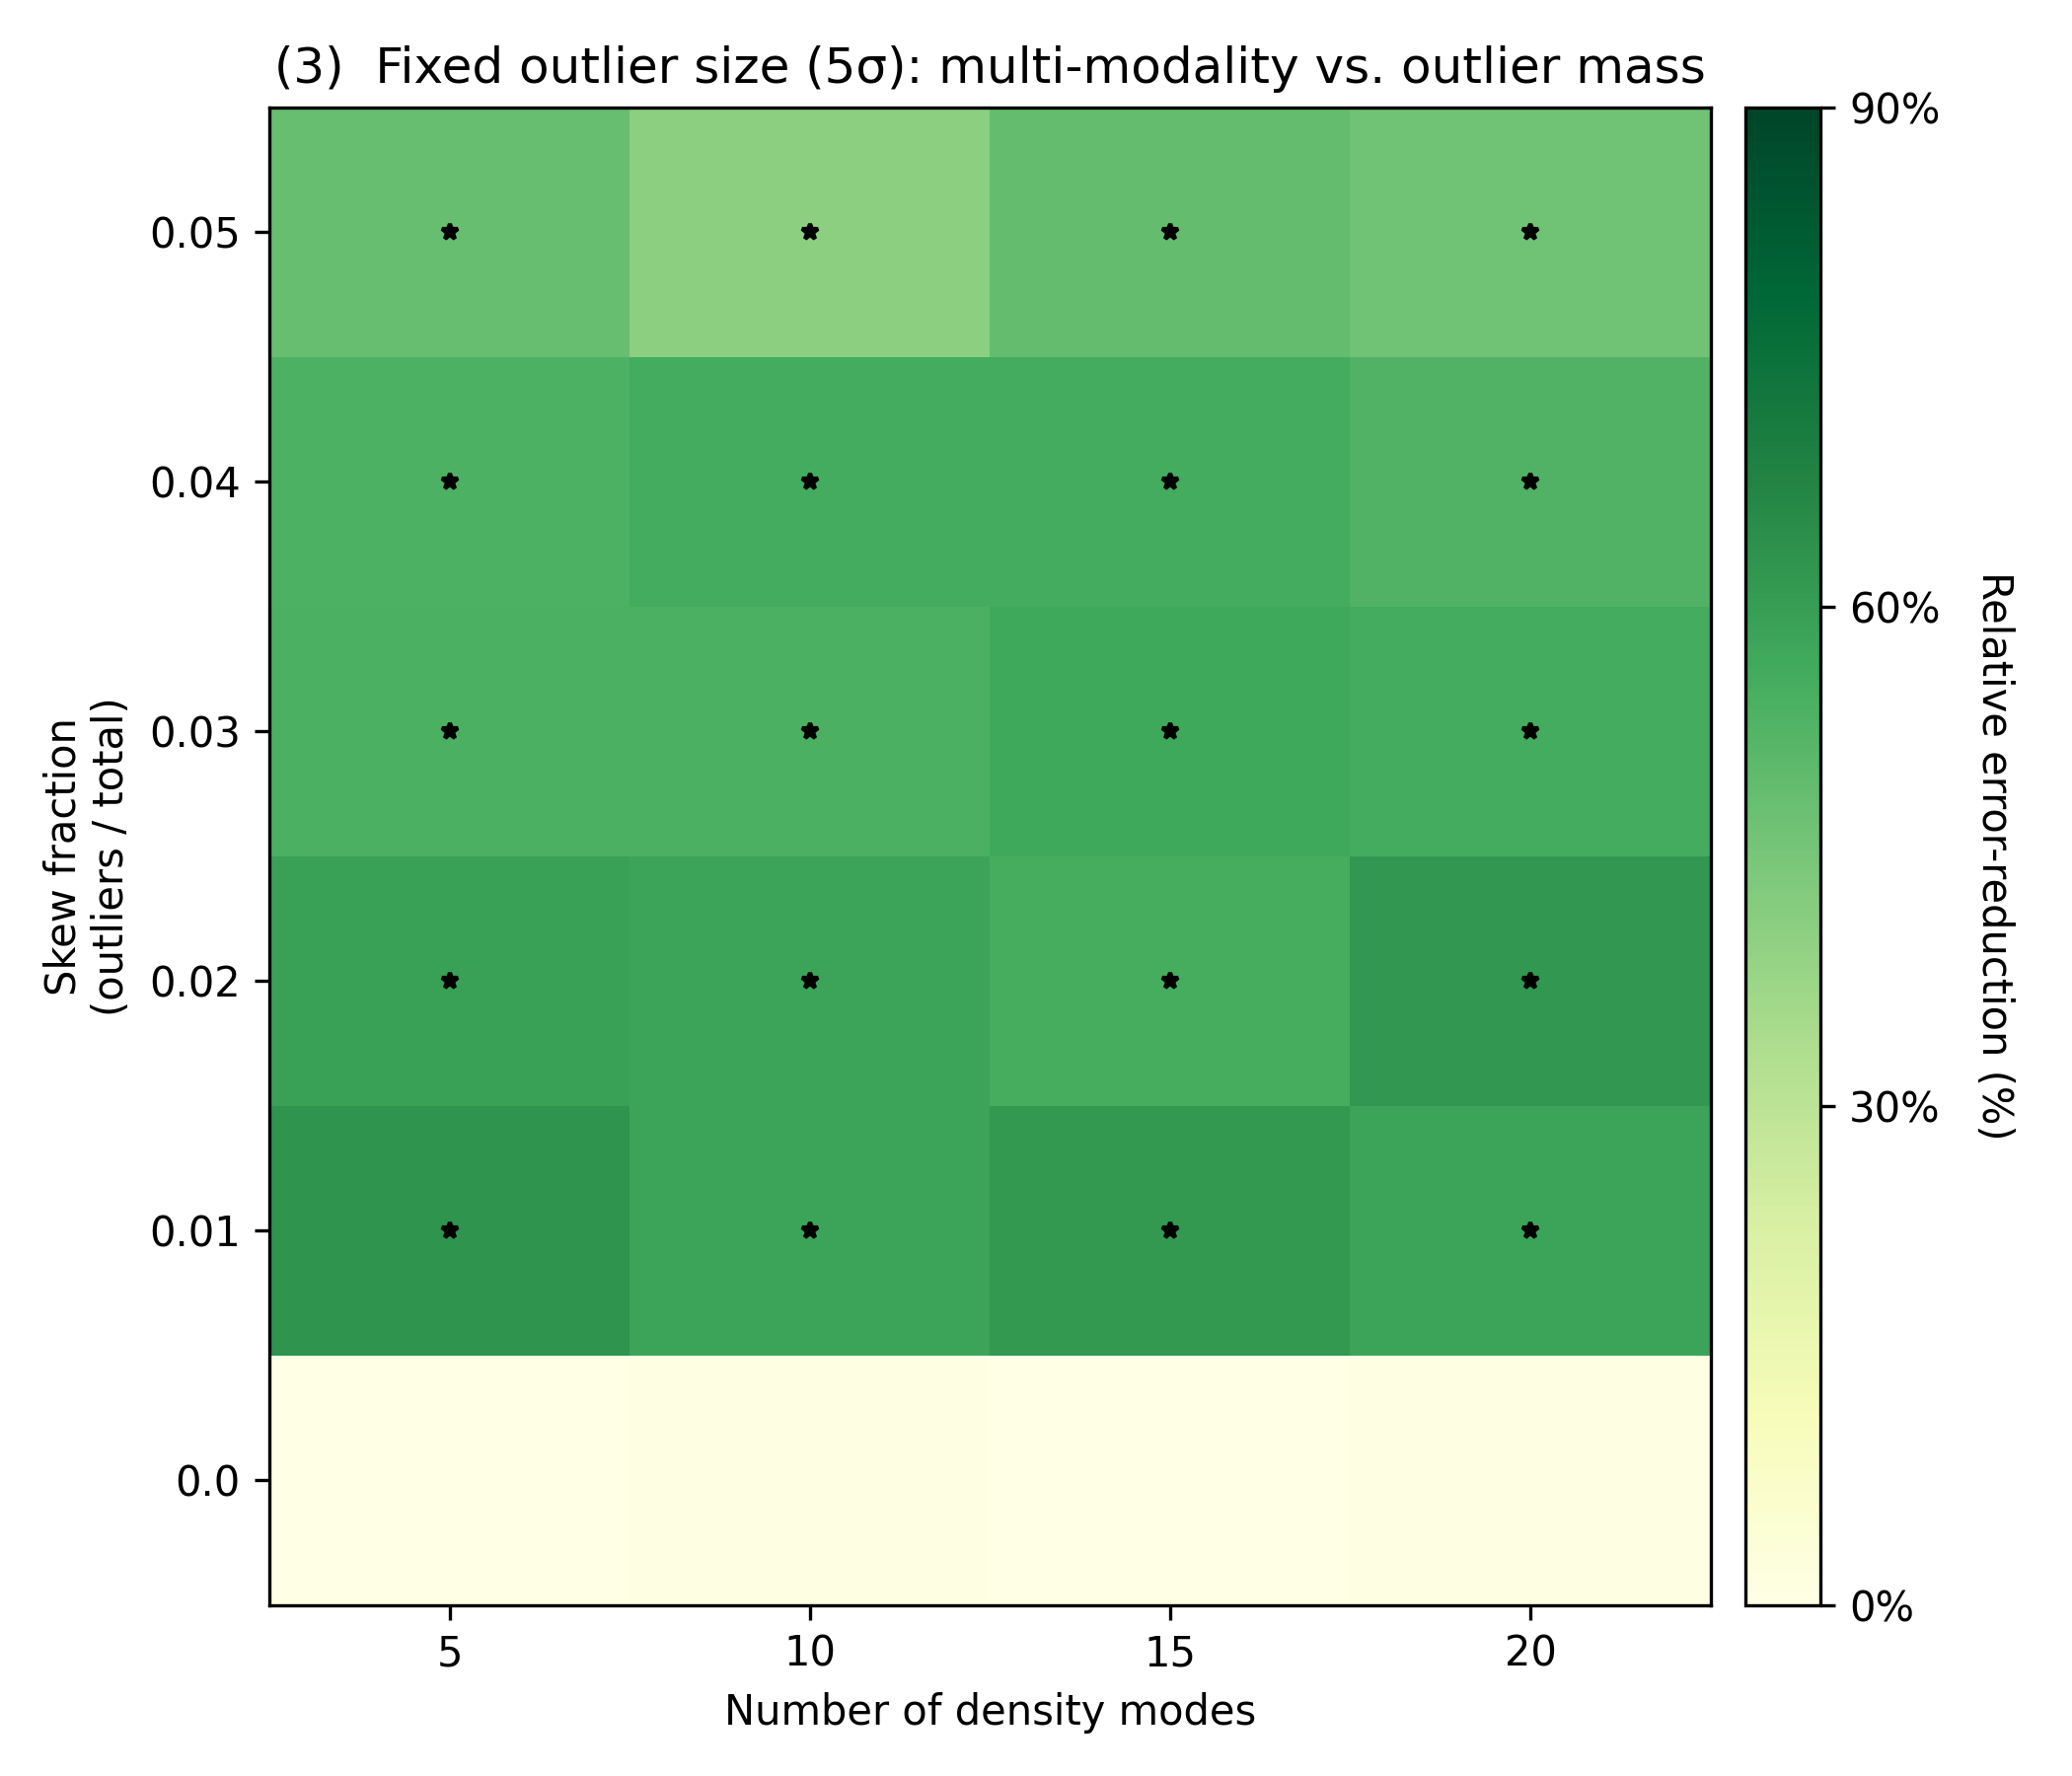 (3)  Fixed outlier size (5σ): multi-modality vs. outlier mass
Skew fraction
(outliers / total)
0.05
0.04
0.03
0.02
0.01
0.0
5
10
15
20
Number of density modes
90%
60%
30%
0%
Relative error-reduction (%)